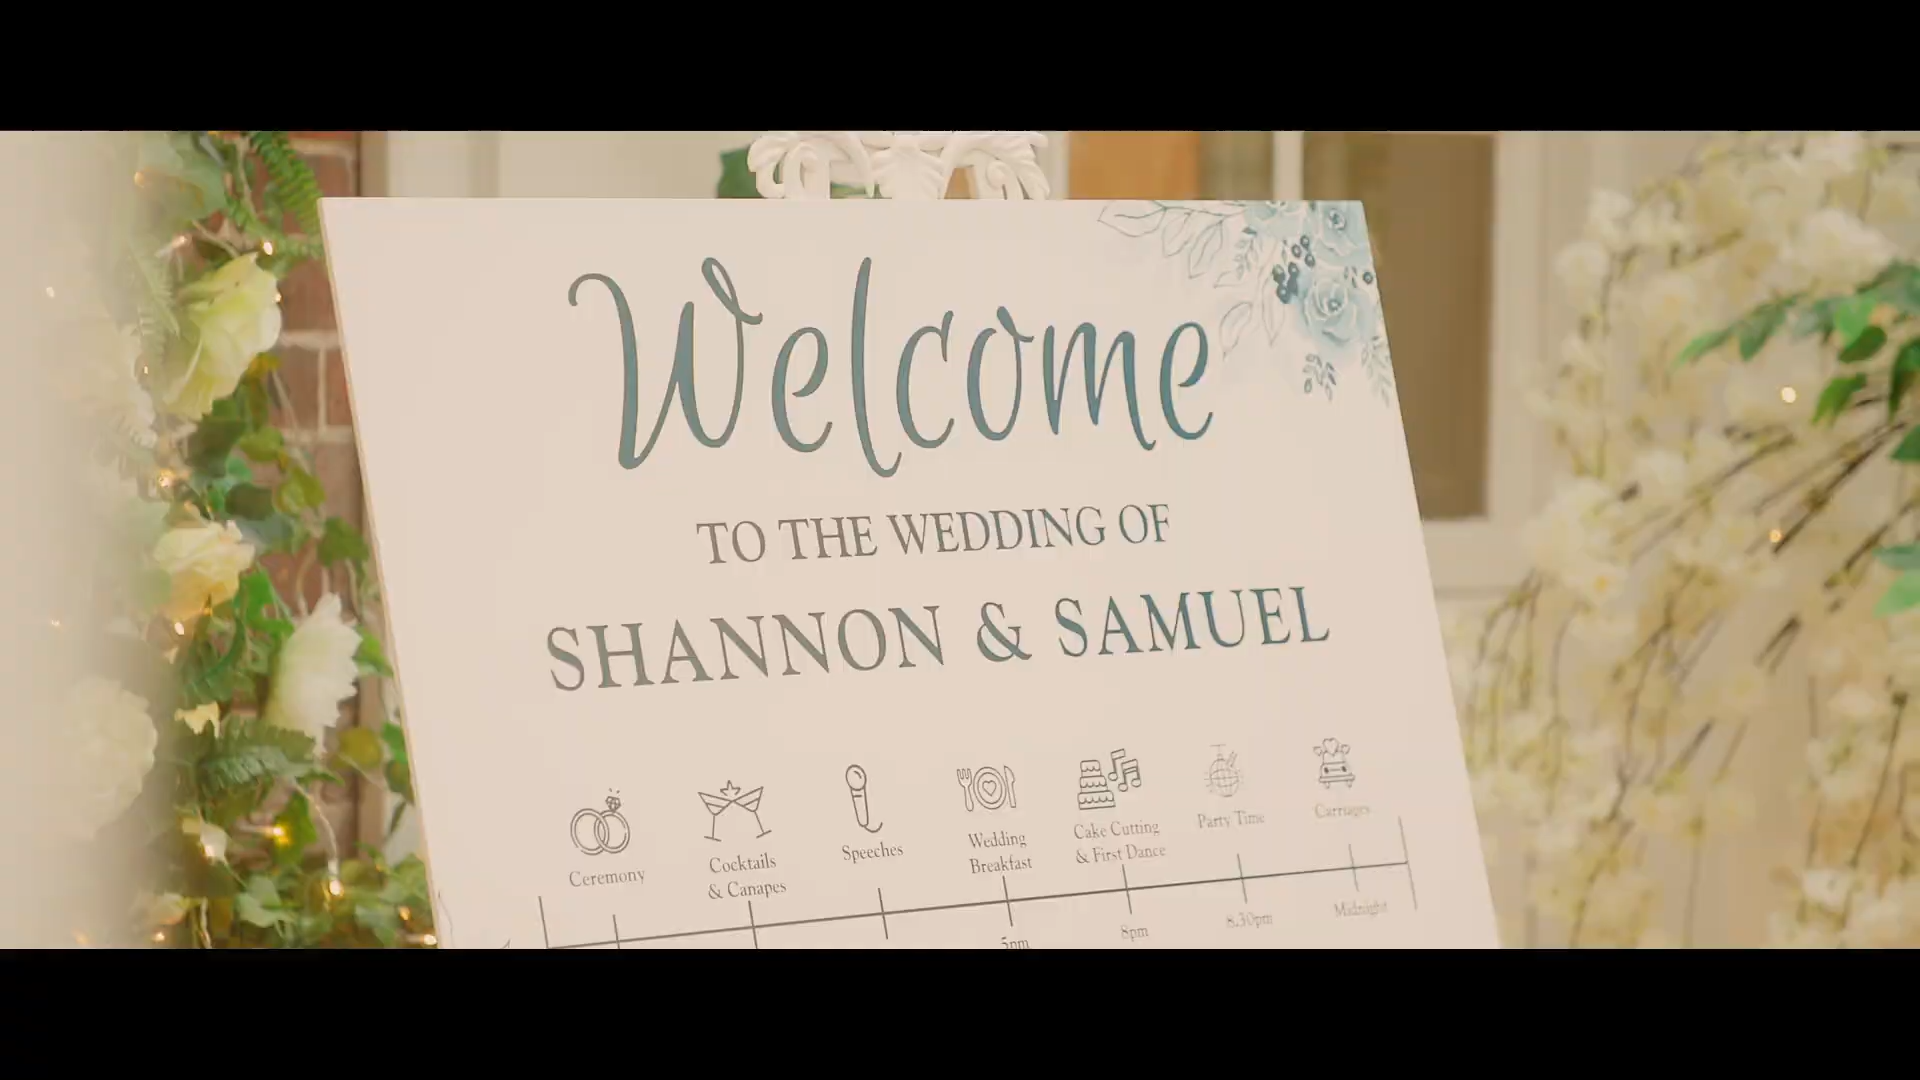 Welcome
TO THE WEDDING OF
SHANNON & SAMUEL
Ceremony
Cocktails
& Canapes
Speeches
Wedding
Breakfast
Cake Cutting
& First Dance
Party Time
Carriages
5pm
8pm
8.30pm
Midnight